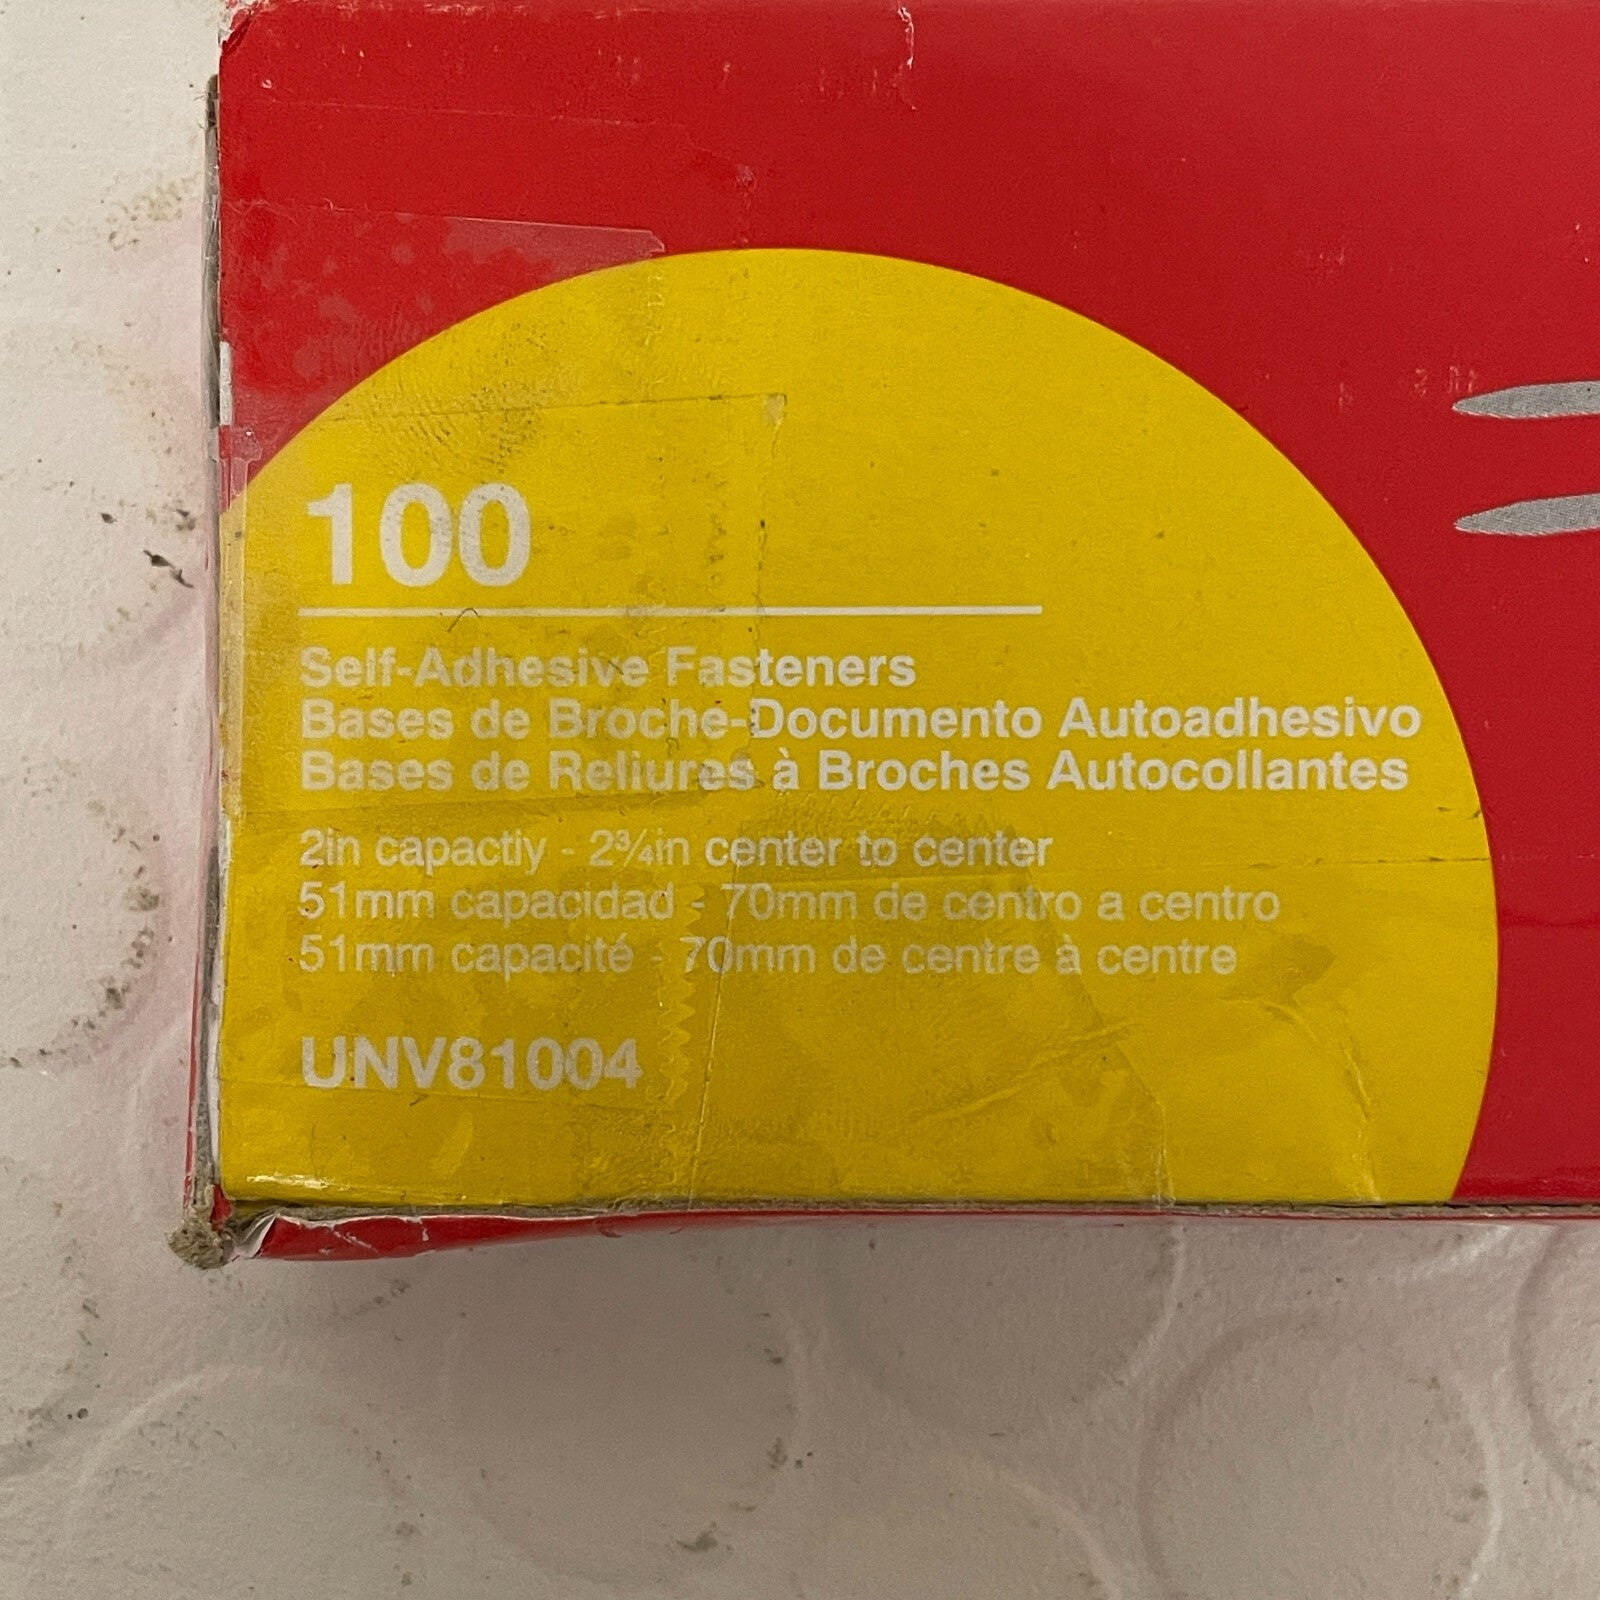 100
Self-Adhesive Fasteners
Bases de Broche-Documento Autoadhesivo
Bases de Reliures à Broches Autocollantes
2in capactiy - 2¾in center to center
51mm capacidad - 70mm de centro a centro
51mm capacité - 70mm de centre à centre
UNV81004